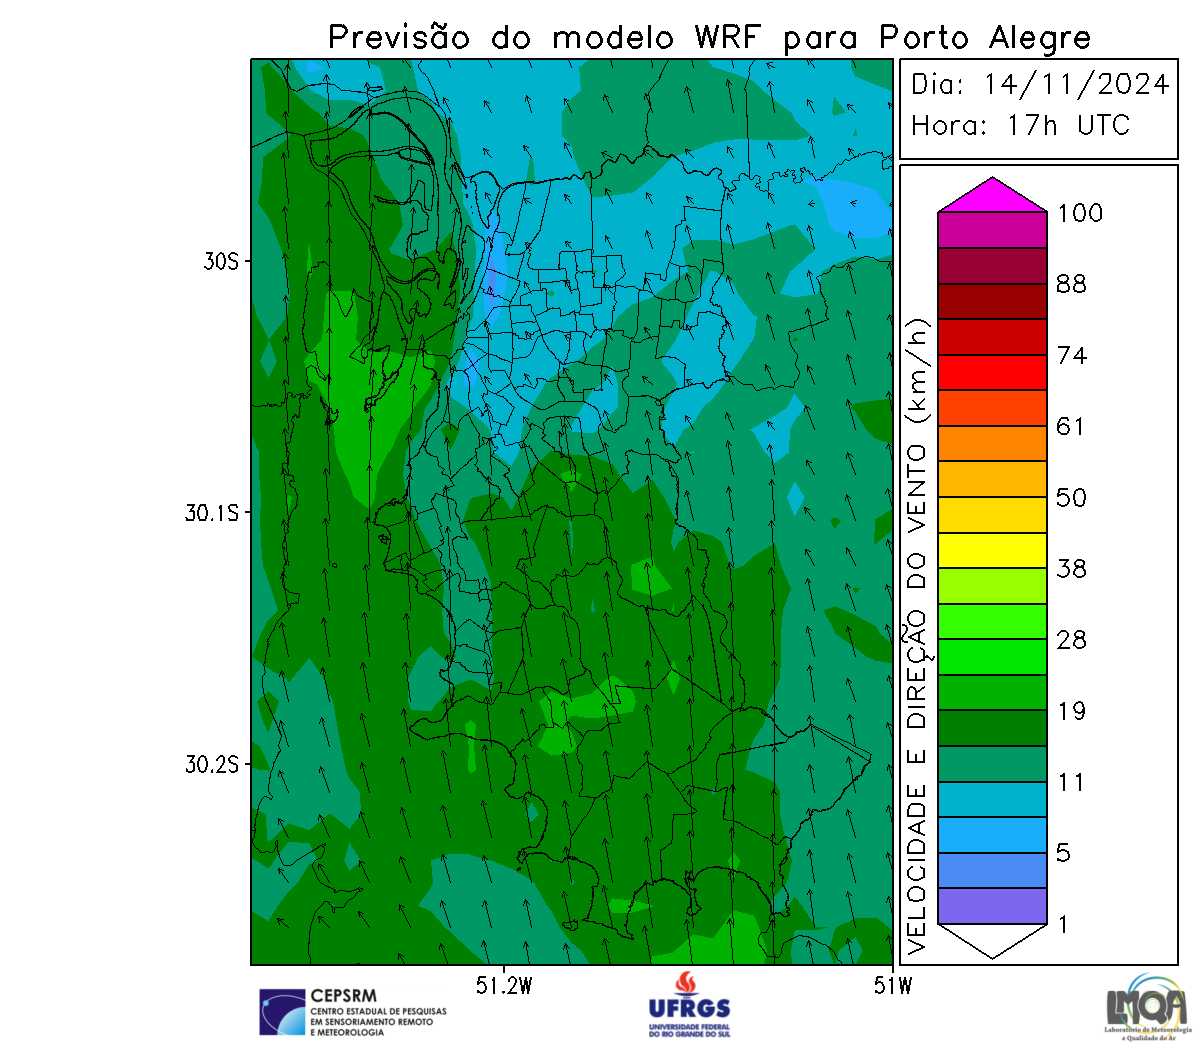 Previsão do modelo WRF para Porto Alegre
Dia: 14/11/2024
Hora: 17h UTC
30S
30.1S
30.2S
51.2W
51W
VELOCIDADE E DIREÇÃO DO VENTO (km/h)
100
88
74
61
50
38
28
19
11
5
1
CEPSRM
CENTRO ESTADUAL DE PESQUISAS
EM SENSORIAMENTO REMOTO
E METEOROLOGIA
UFRGS
UNIVERSIDADE FEDERAL
DO RIO GRANDE DO SUL
LMQA
Laboratório de Meteorologia
e Qualidade do Ar